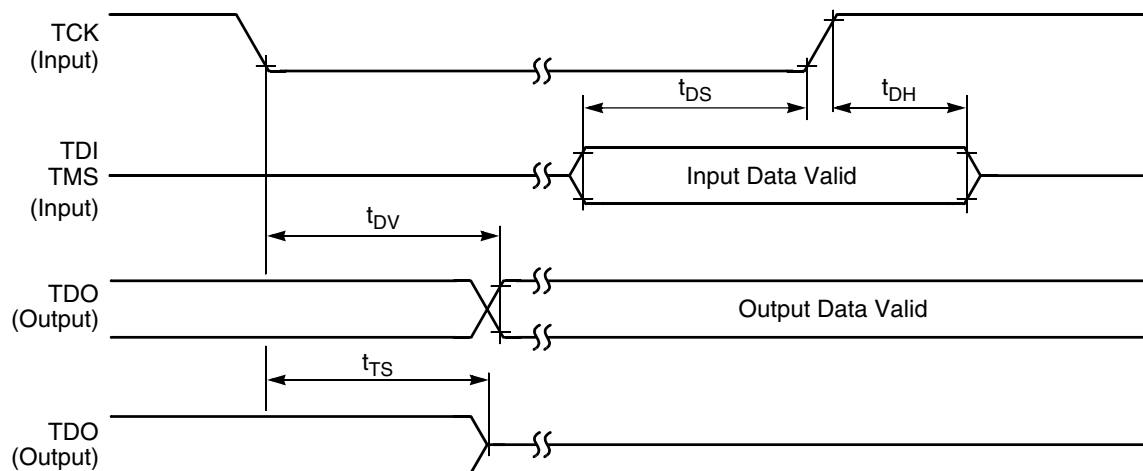 TCK
(Input)
tDS
tDH
TDI
TMS
(Input)
Input Data Valid
tDV
TDO
(Output)
Output Data Valid
tTS
TDO
(Output)